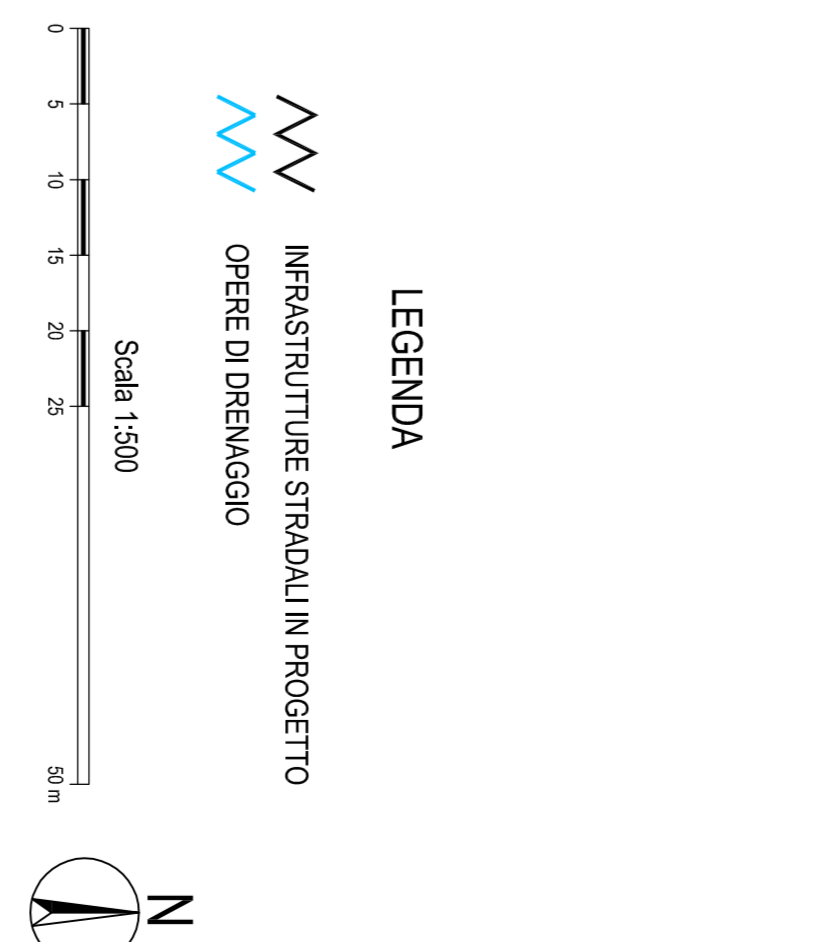 LEGENDA
INFRASTRUTTURE STRADALI IN PROGETTO
OPERE DI DRENAGGIO
Scala 1:500
0 5 10 15 20 25 50 m
N